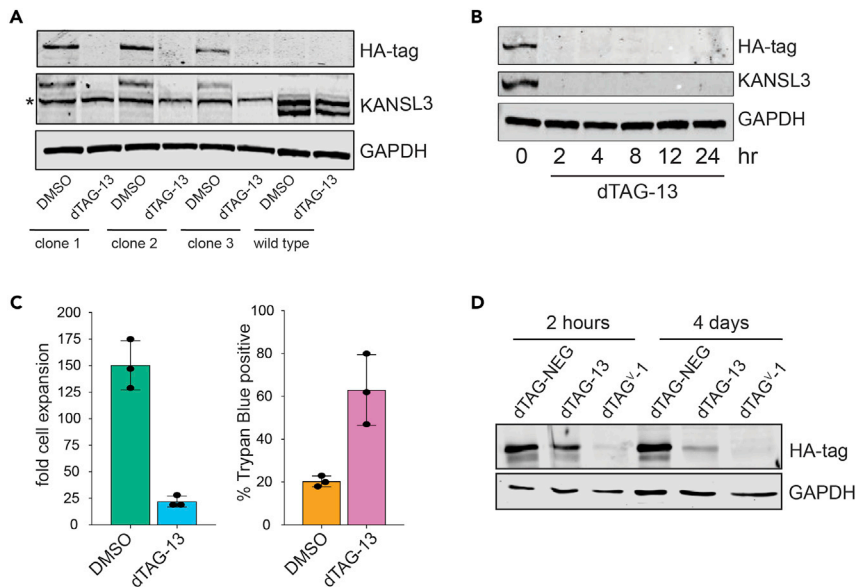 A
HA-tag
* KANSL3
GAPDH
DMSO dTAG-13 DMSO dTAG-13 DMSO dTAG-13 DMSO dTAG-13
clone 1 clone 2 clone 3 wild type
B
HA-tag
KANSL3
GAPDH
0 2 4 8 12 24 hr
dTAG-13
C
fold cell expansion
200
175
150
125
100
75
50
25
0
DMSO dTAG-13
% Trypan Blue positive
100
80
60
40
20
0
DMSO dTAG-13
D
2 hours 4 days
dTAG-NEG dTAG-13 dTAGⱽ-1 dTAG-NEG dTAG-13 dTAGⱽ-1
HA-tag
GAPDH